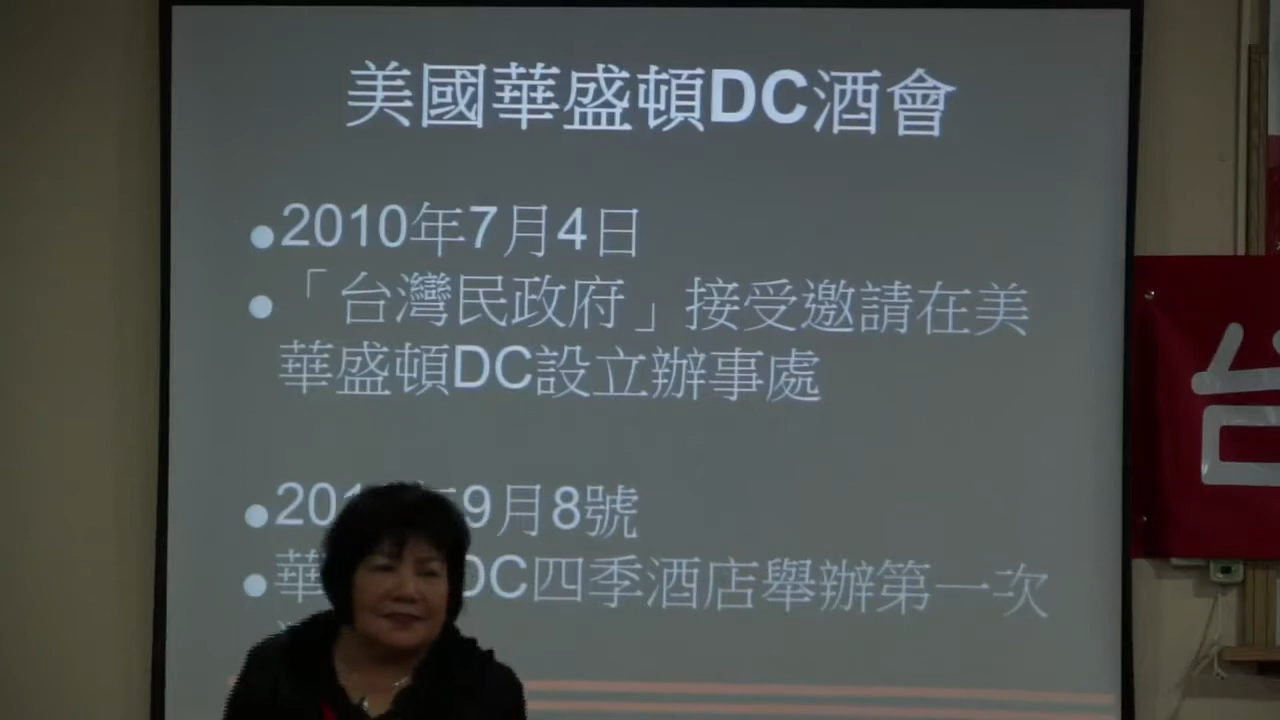 美國華盛頓DC酒會
●2010年7月4日
●「台灣民政府」接受邀請在美
華盛頓DC設立辦事處
●201 年9月8號
●華 DC四季酒店舉辦第一次
台